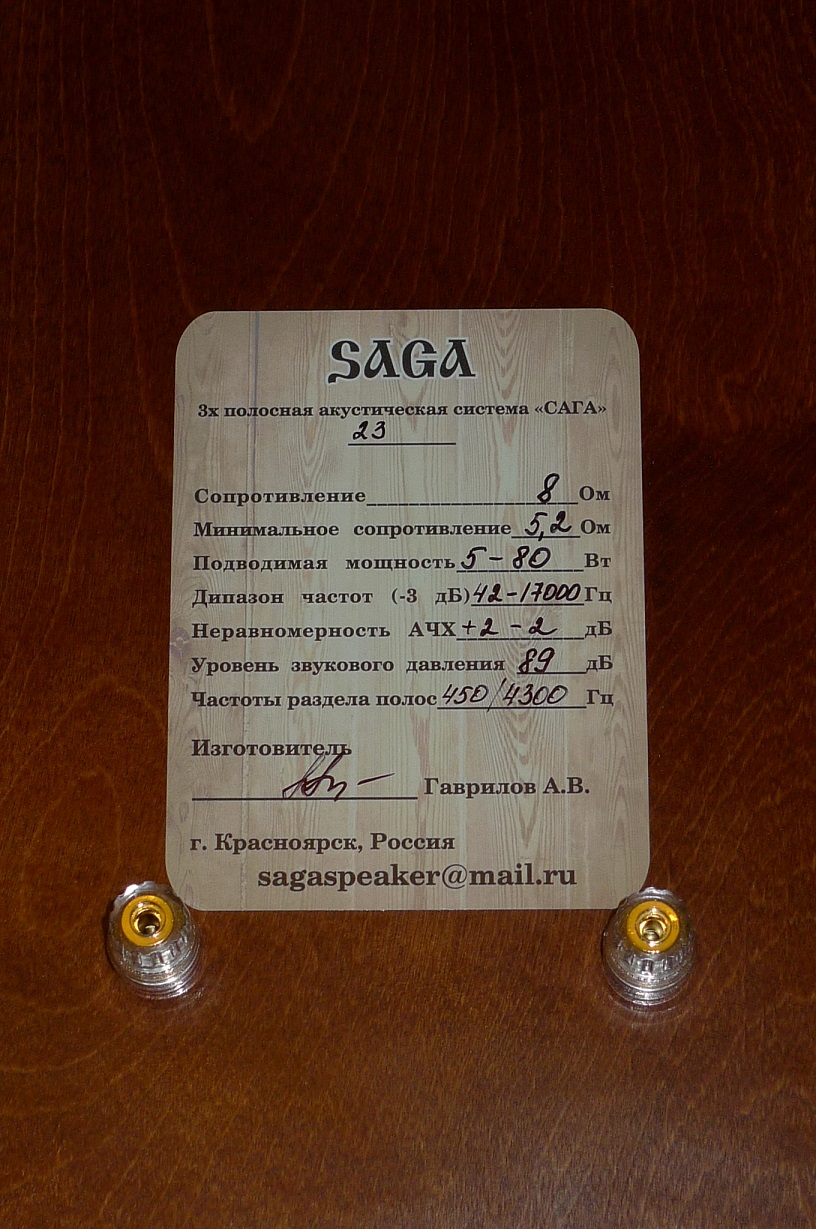 SAGA
3х полосная акустическая система «САГА»
23
Сопротивление 8 Ом
Минимальное сопротивление 5,2 Ом
Подводимая мощность 5-80 Вт
Дипазон частот (-3 дБ) 42-17000 Гц
Неравномерность АЧХ +2 -2 дБ
Уровень звукового давления 89 дБ
Частоты раздела полос 450/4300 Гц
Изготовитель
Гаврилов А.В.
г. Красноярск, Россия
sagaspeaker@mail.ru